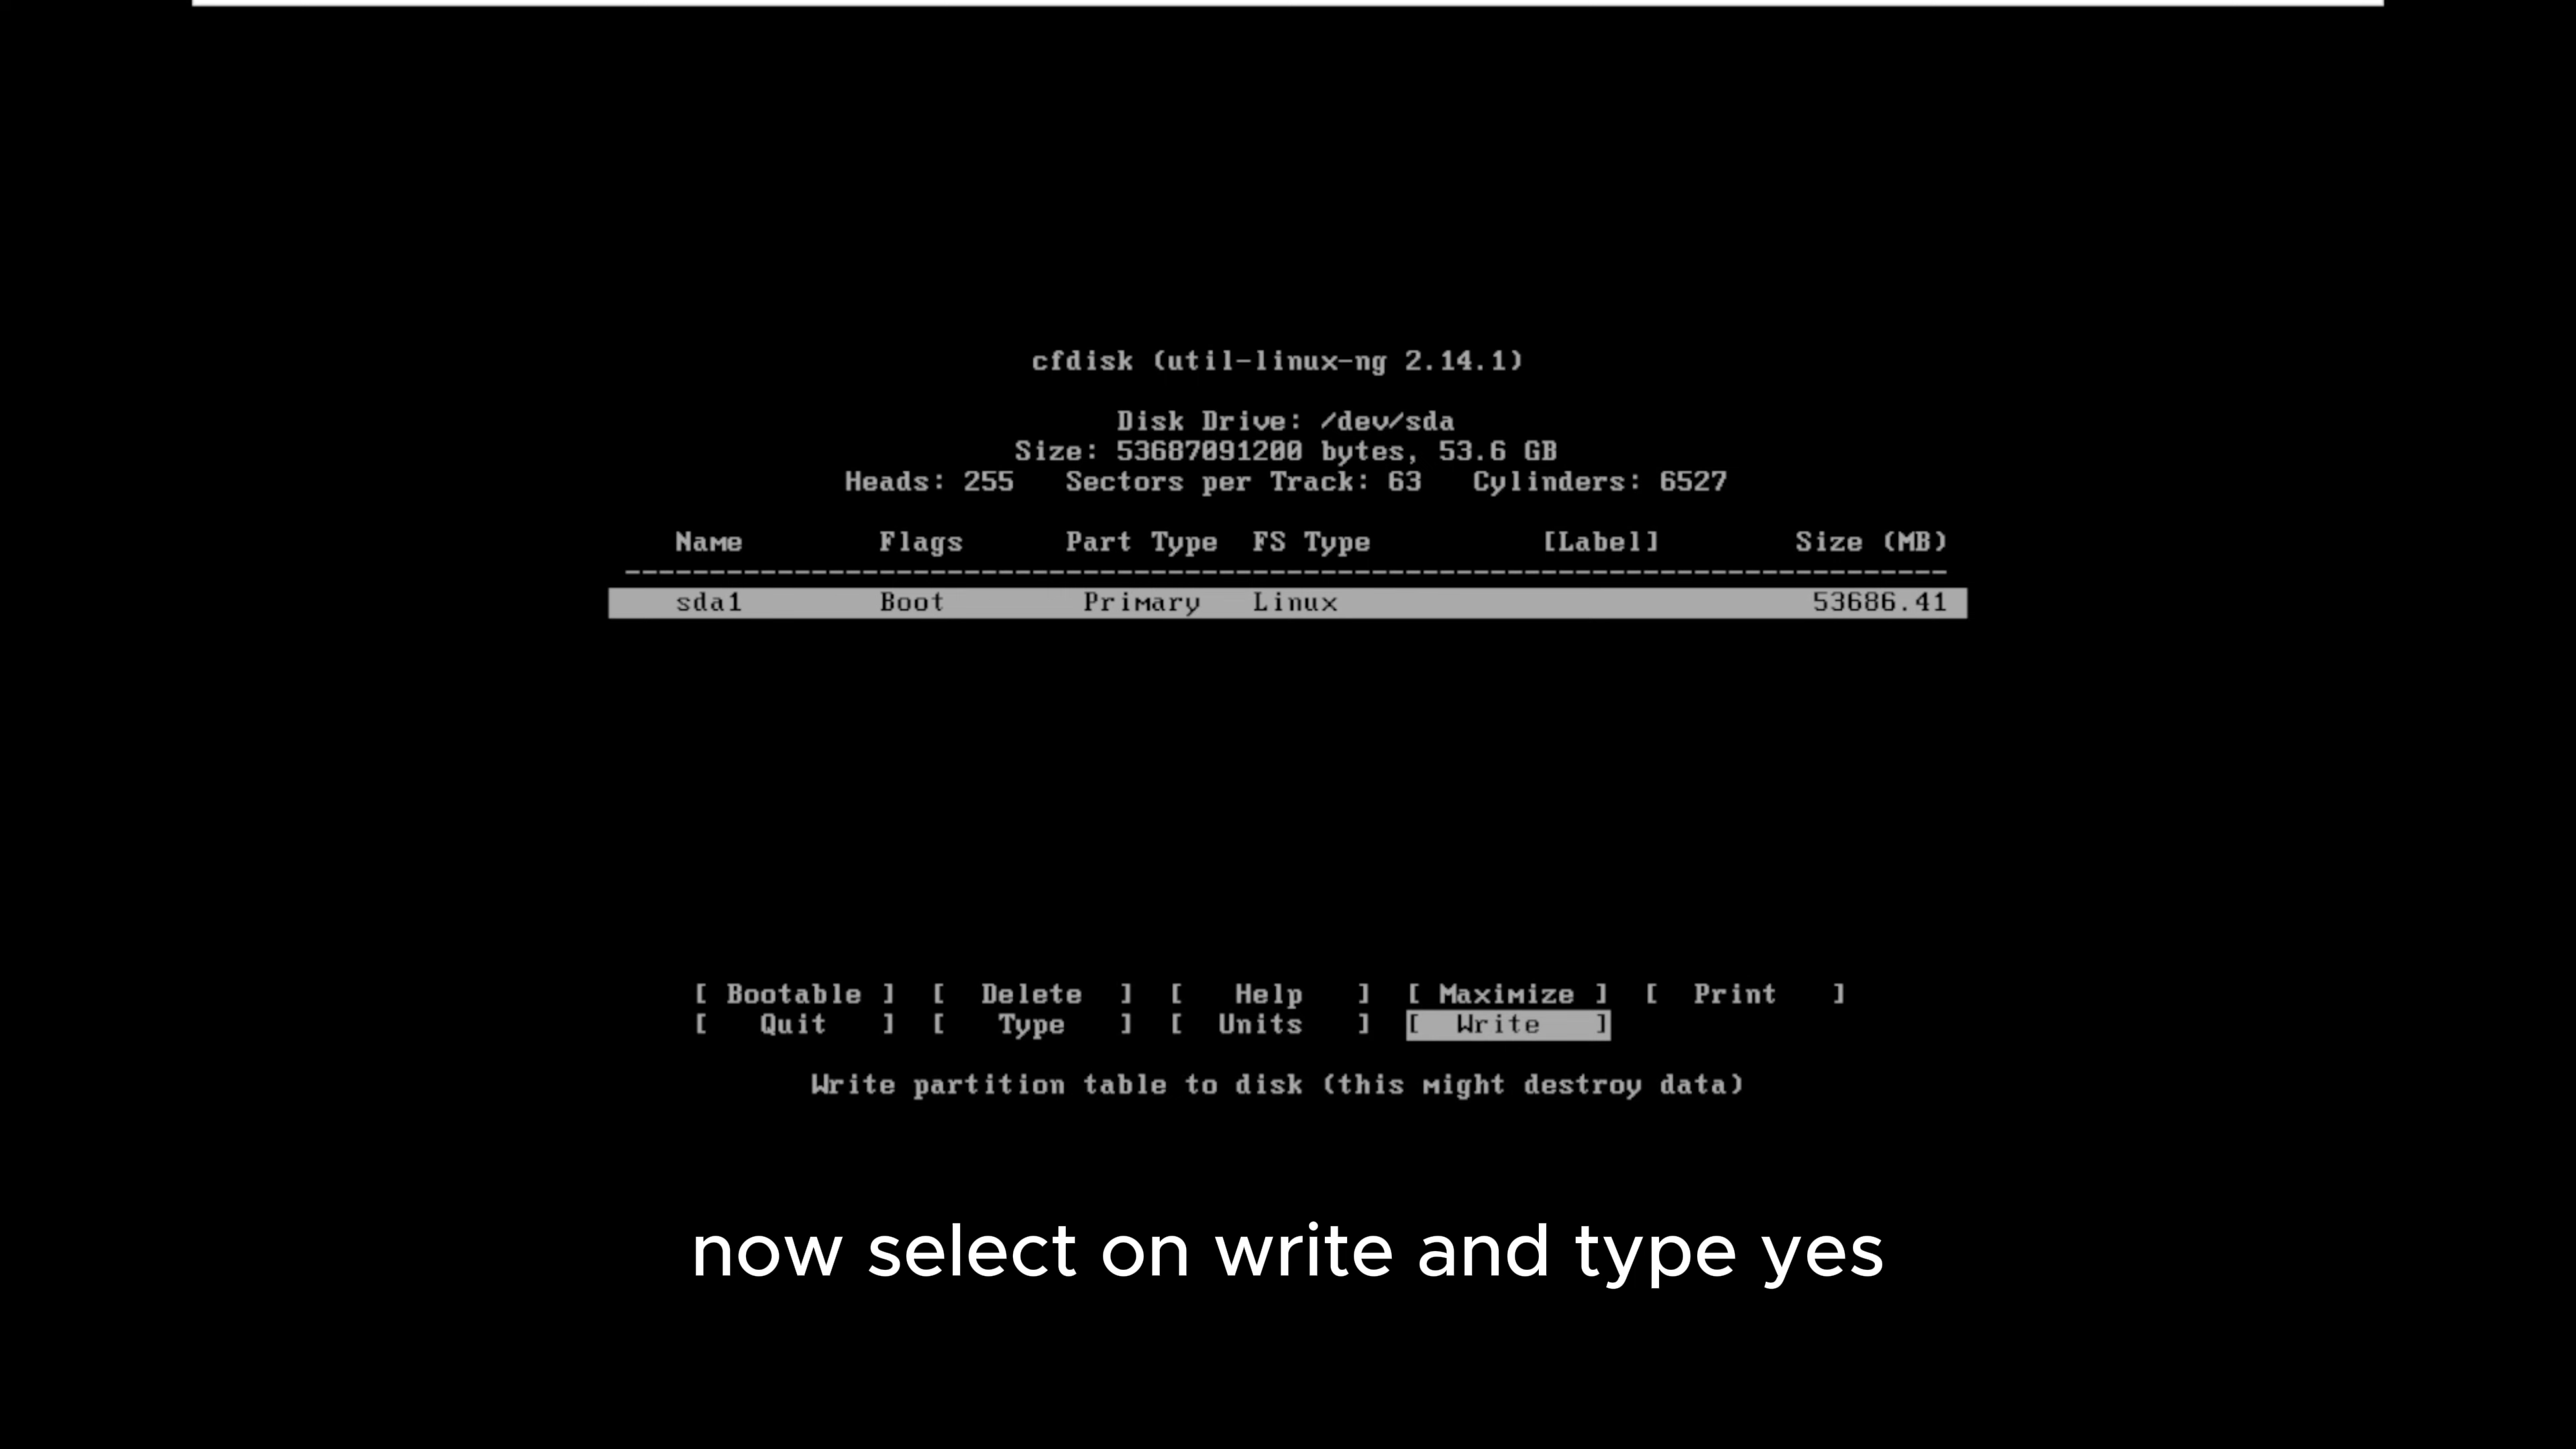 cfdisk (util-linux-ng 2.14.1)
Disk Drive: /dev/sda
Size: 53687091200 bytes, 53.6 GB
Heads: 255   Sectors per Track: 63   Cylinders: 6527
Name   Flags   Part Type   FS Type   [Label]   Size (MB)
--------------------------------------------------------------------------------
sda1   Boot   Primary   Linux   53686.41
[ Bootable ]   [ Delete ]   [ Help ]   [ Maximize ]   [ Print ]
[ Quit ]   [ Type ]   [ Units ]   [ Write ]
Write partition table to disk (this might destroy data)
now select on write and type yes